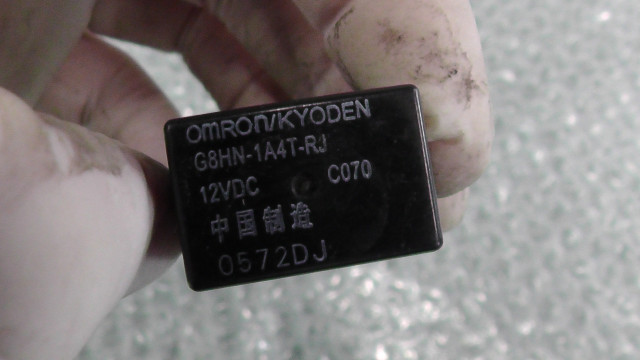 OMRON/KYODEN
G8HN-1A4T-RJ
12VDC C070
中国制造
0572DJ